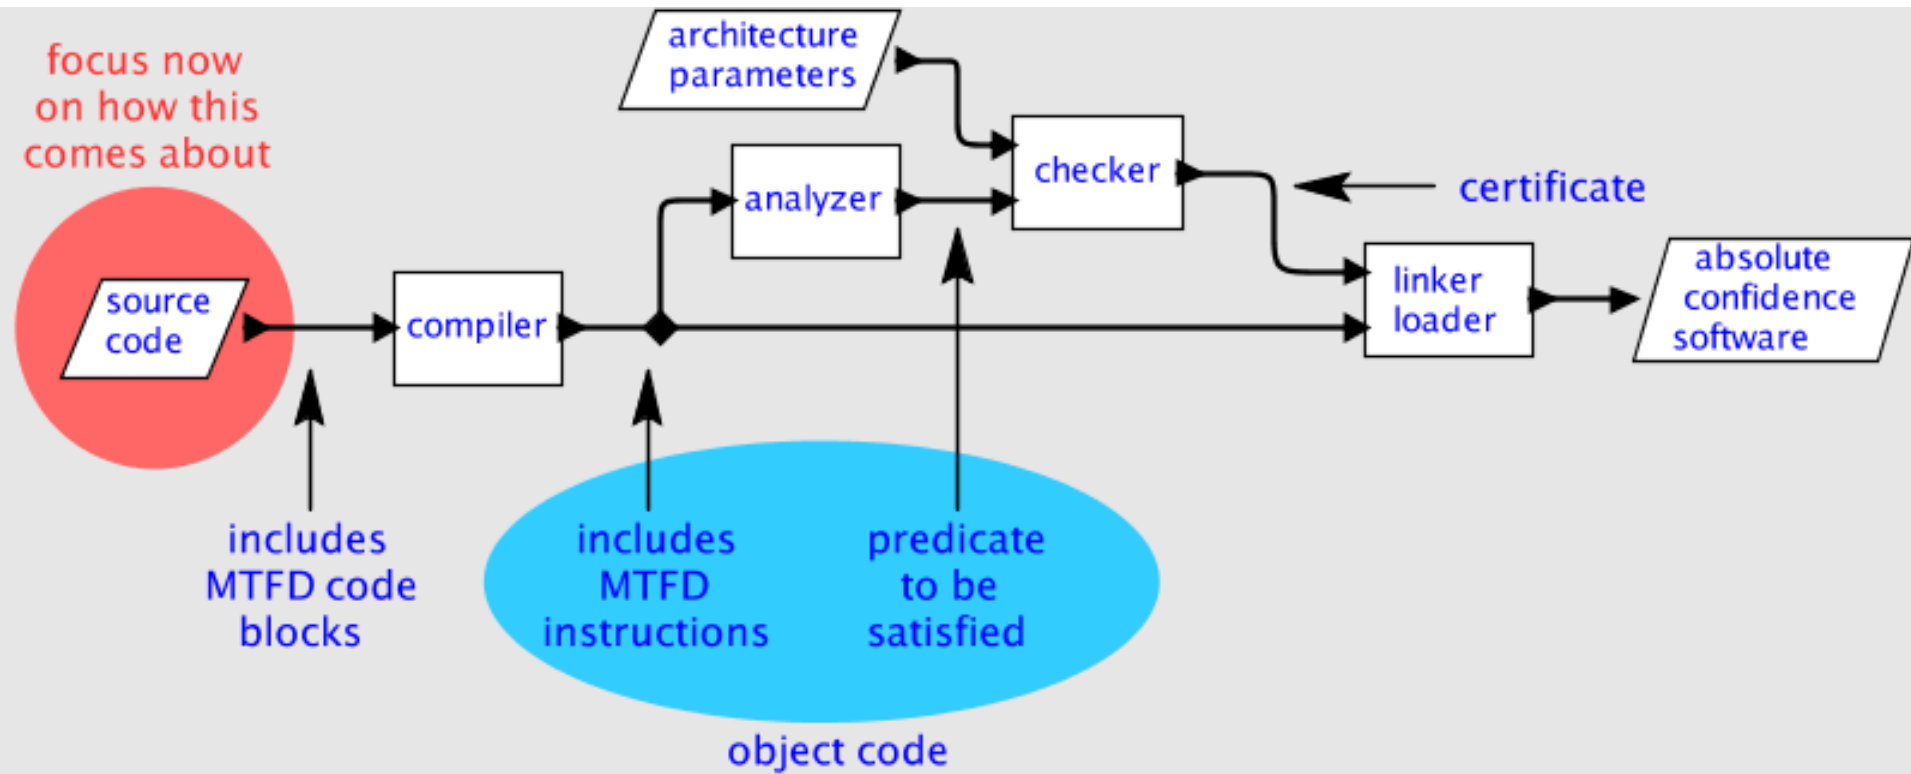 focus now
on how this
comes about
architecture
parameters
checker
analyzer
certificate
source
code
compiler
linker
loader
absolute
confidence
software
includes
MTFD code
blocks
includes
MTFD
instructions
predicate
to be
satisfied
object code